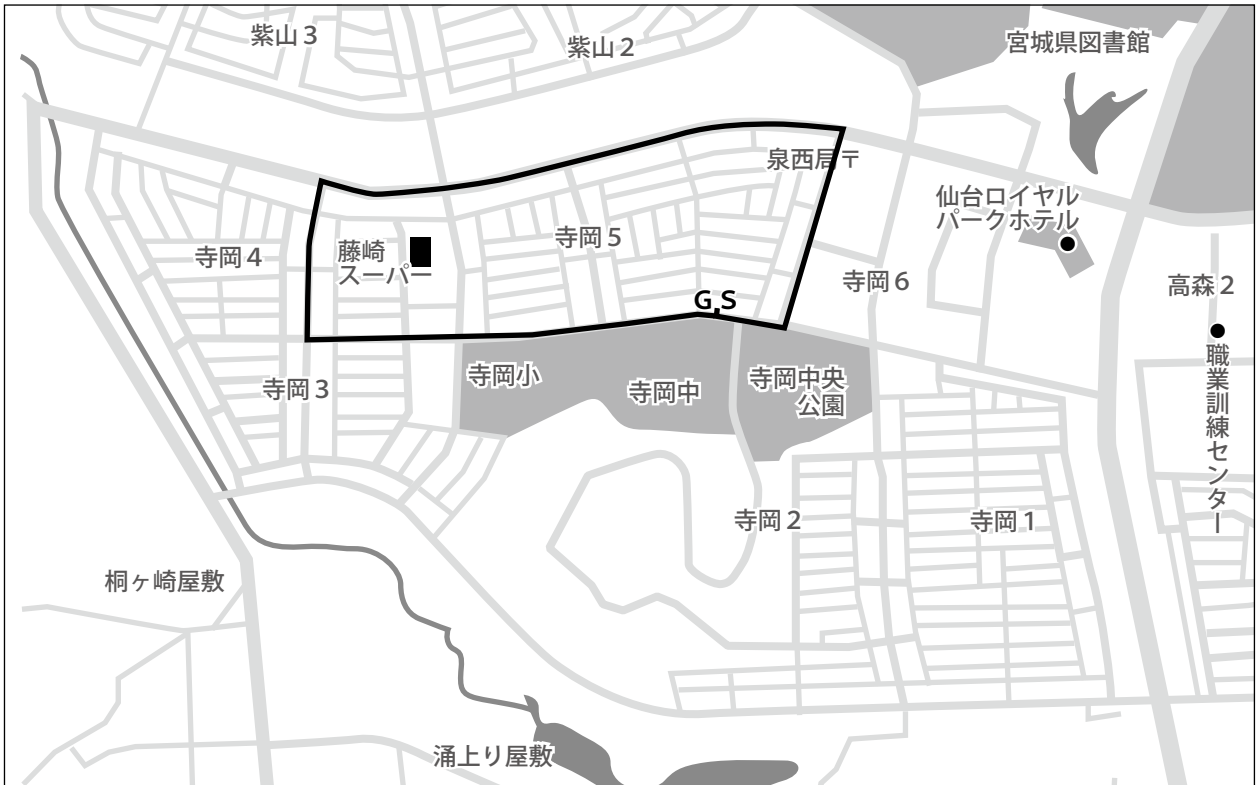 紫山3
紫山2
宮城県図書館
泉西局〒
仙台ロイヤル
パークホテル
寺岡5
藤崎
スーパー
寺岡4
寺岡6
高森2
G.S
寺岡小
寺岡中
寺岡中央
公園
寺岡3
職業訓練センター
寺岡2
寺岡1
桐ヶ崎屋敷
涌上り屋敷